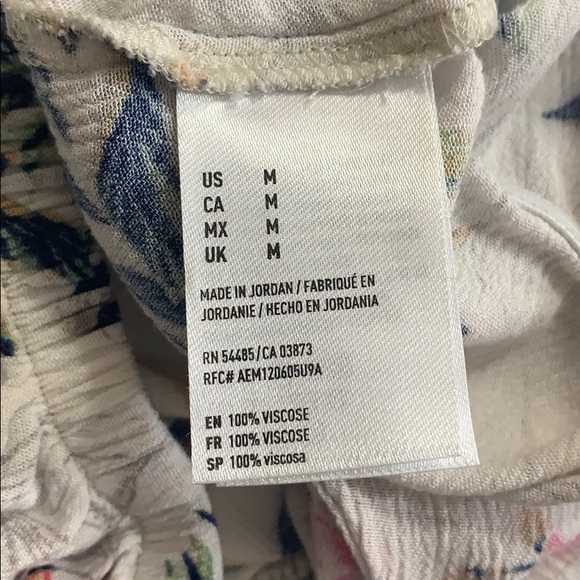 US M
CA M
MX M
UK M
MADE IN JORDAN / FABRIQUÉ EN
JORDANIE / HECHO EN JORDANIA
RN 54485/CA 03873
RFC# AEM120605U9A
EN 100% VISCOSE
FR 100% VISCOSE
SP 100% viscosa